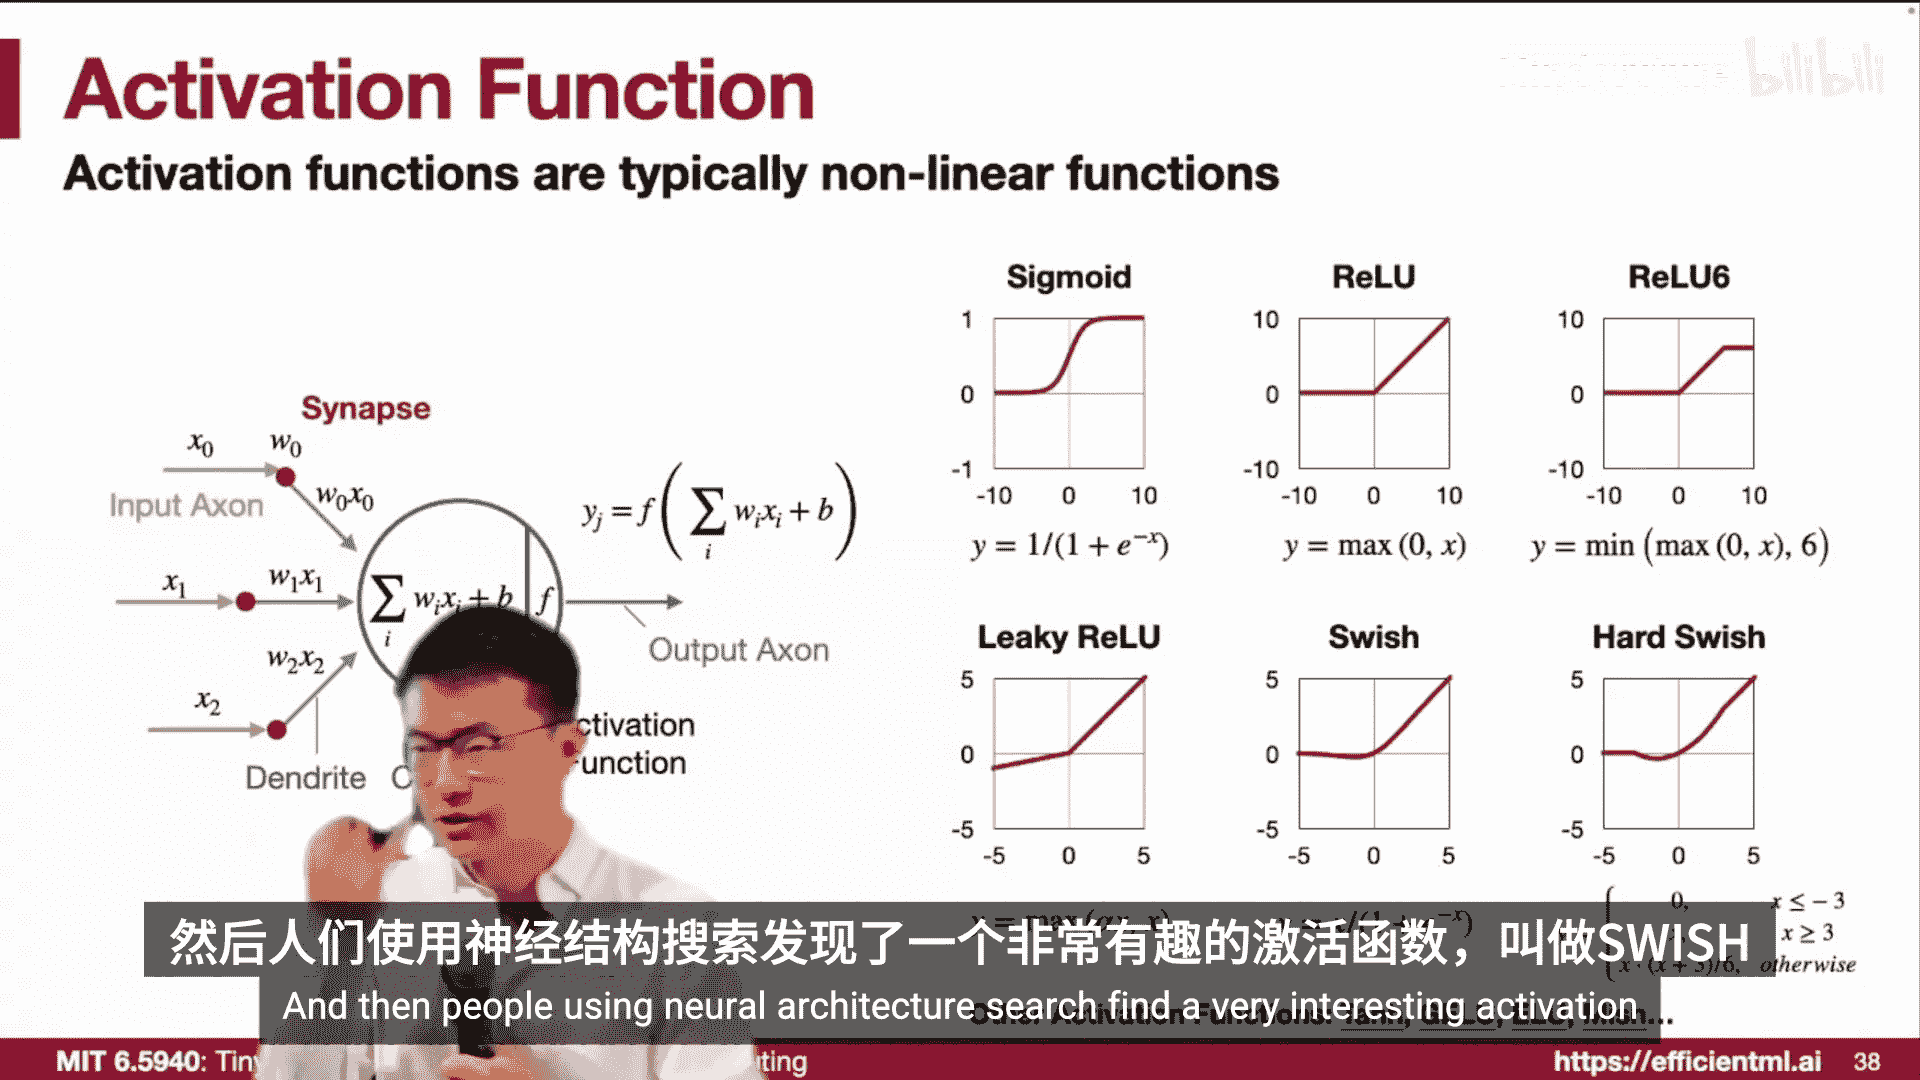 Activation Function
bilibili
Activation functions are typically non-linear functions
Synapse
x₀ w₀
Input Axon
w₀x₀
x₁ w₁x₁
w₂x₂
x₂
Dendrite
∑ᵢ wᵢxᵢ + b f
y_j = f(∑ᵢ wᵢxᵢ + b)
Output Axon
ctivation
unction
Sigmoid
1
0
-1
-10 0 10
y = 1/(1 + e⁻ˣ)
ReLU
10
0
-10
-10 0 10
y = max (0, x)
ReLU6
10
0
-10
-10 0 10
y = min (max (0, x), 6)
Leaky ReLU
5
0
-5
-5 0 5
Swish
5
0
-5
-5 0 5
Hard Swish
5
0
-5
-5 0 5
0, x ≤ − 3
x ≥ 3
x · (x + 3)/6, otherwise
然后人们使用神经结构搜索发现了一个非常有趣的激活函数，叫做SWISH
And then people using neural architecture search find a very interesting activation
MIT 6.5940: Tiny
ting
https://efficientml.ai 38